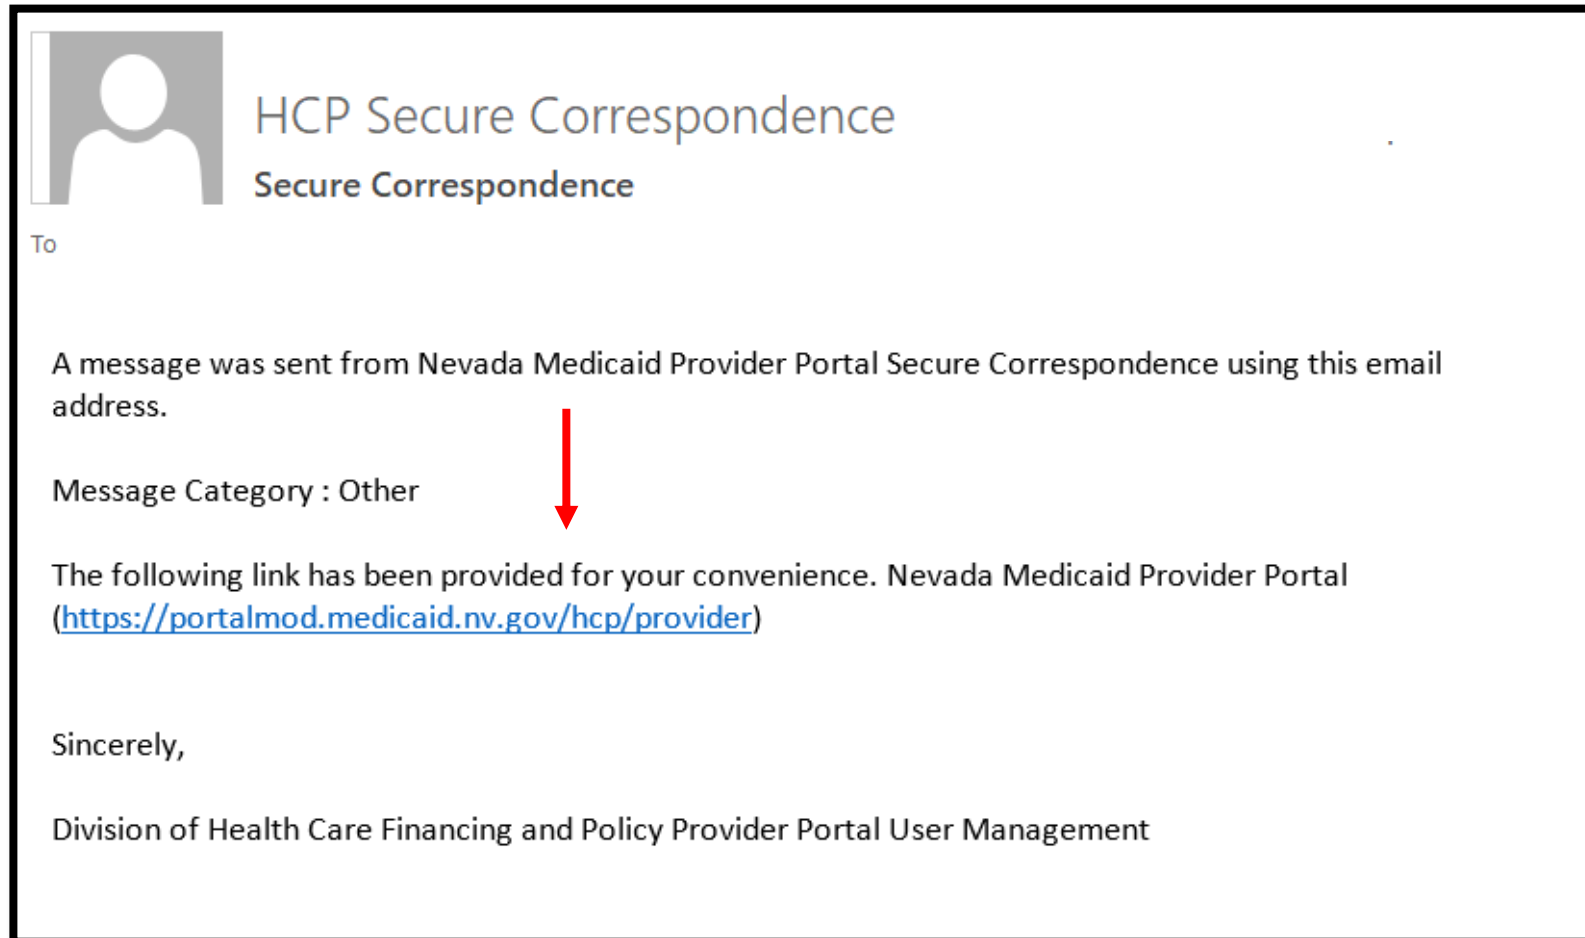 HCP Secure Correspondence
Secure Correspondence
To
A message was sent from Nevada Medicaid Provider Portal Secure Correspondence using this email
address.
Message Category : Other
The following link has been provided for your convenience. Nevada Medicaid Provider Portal
(https://portalmod.medicaid.nv.gov/hcp/provider)
Sincerely,
Division of Health Care Financing and Policy Provider Portal User Management